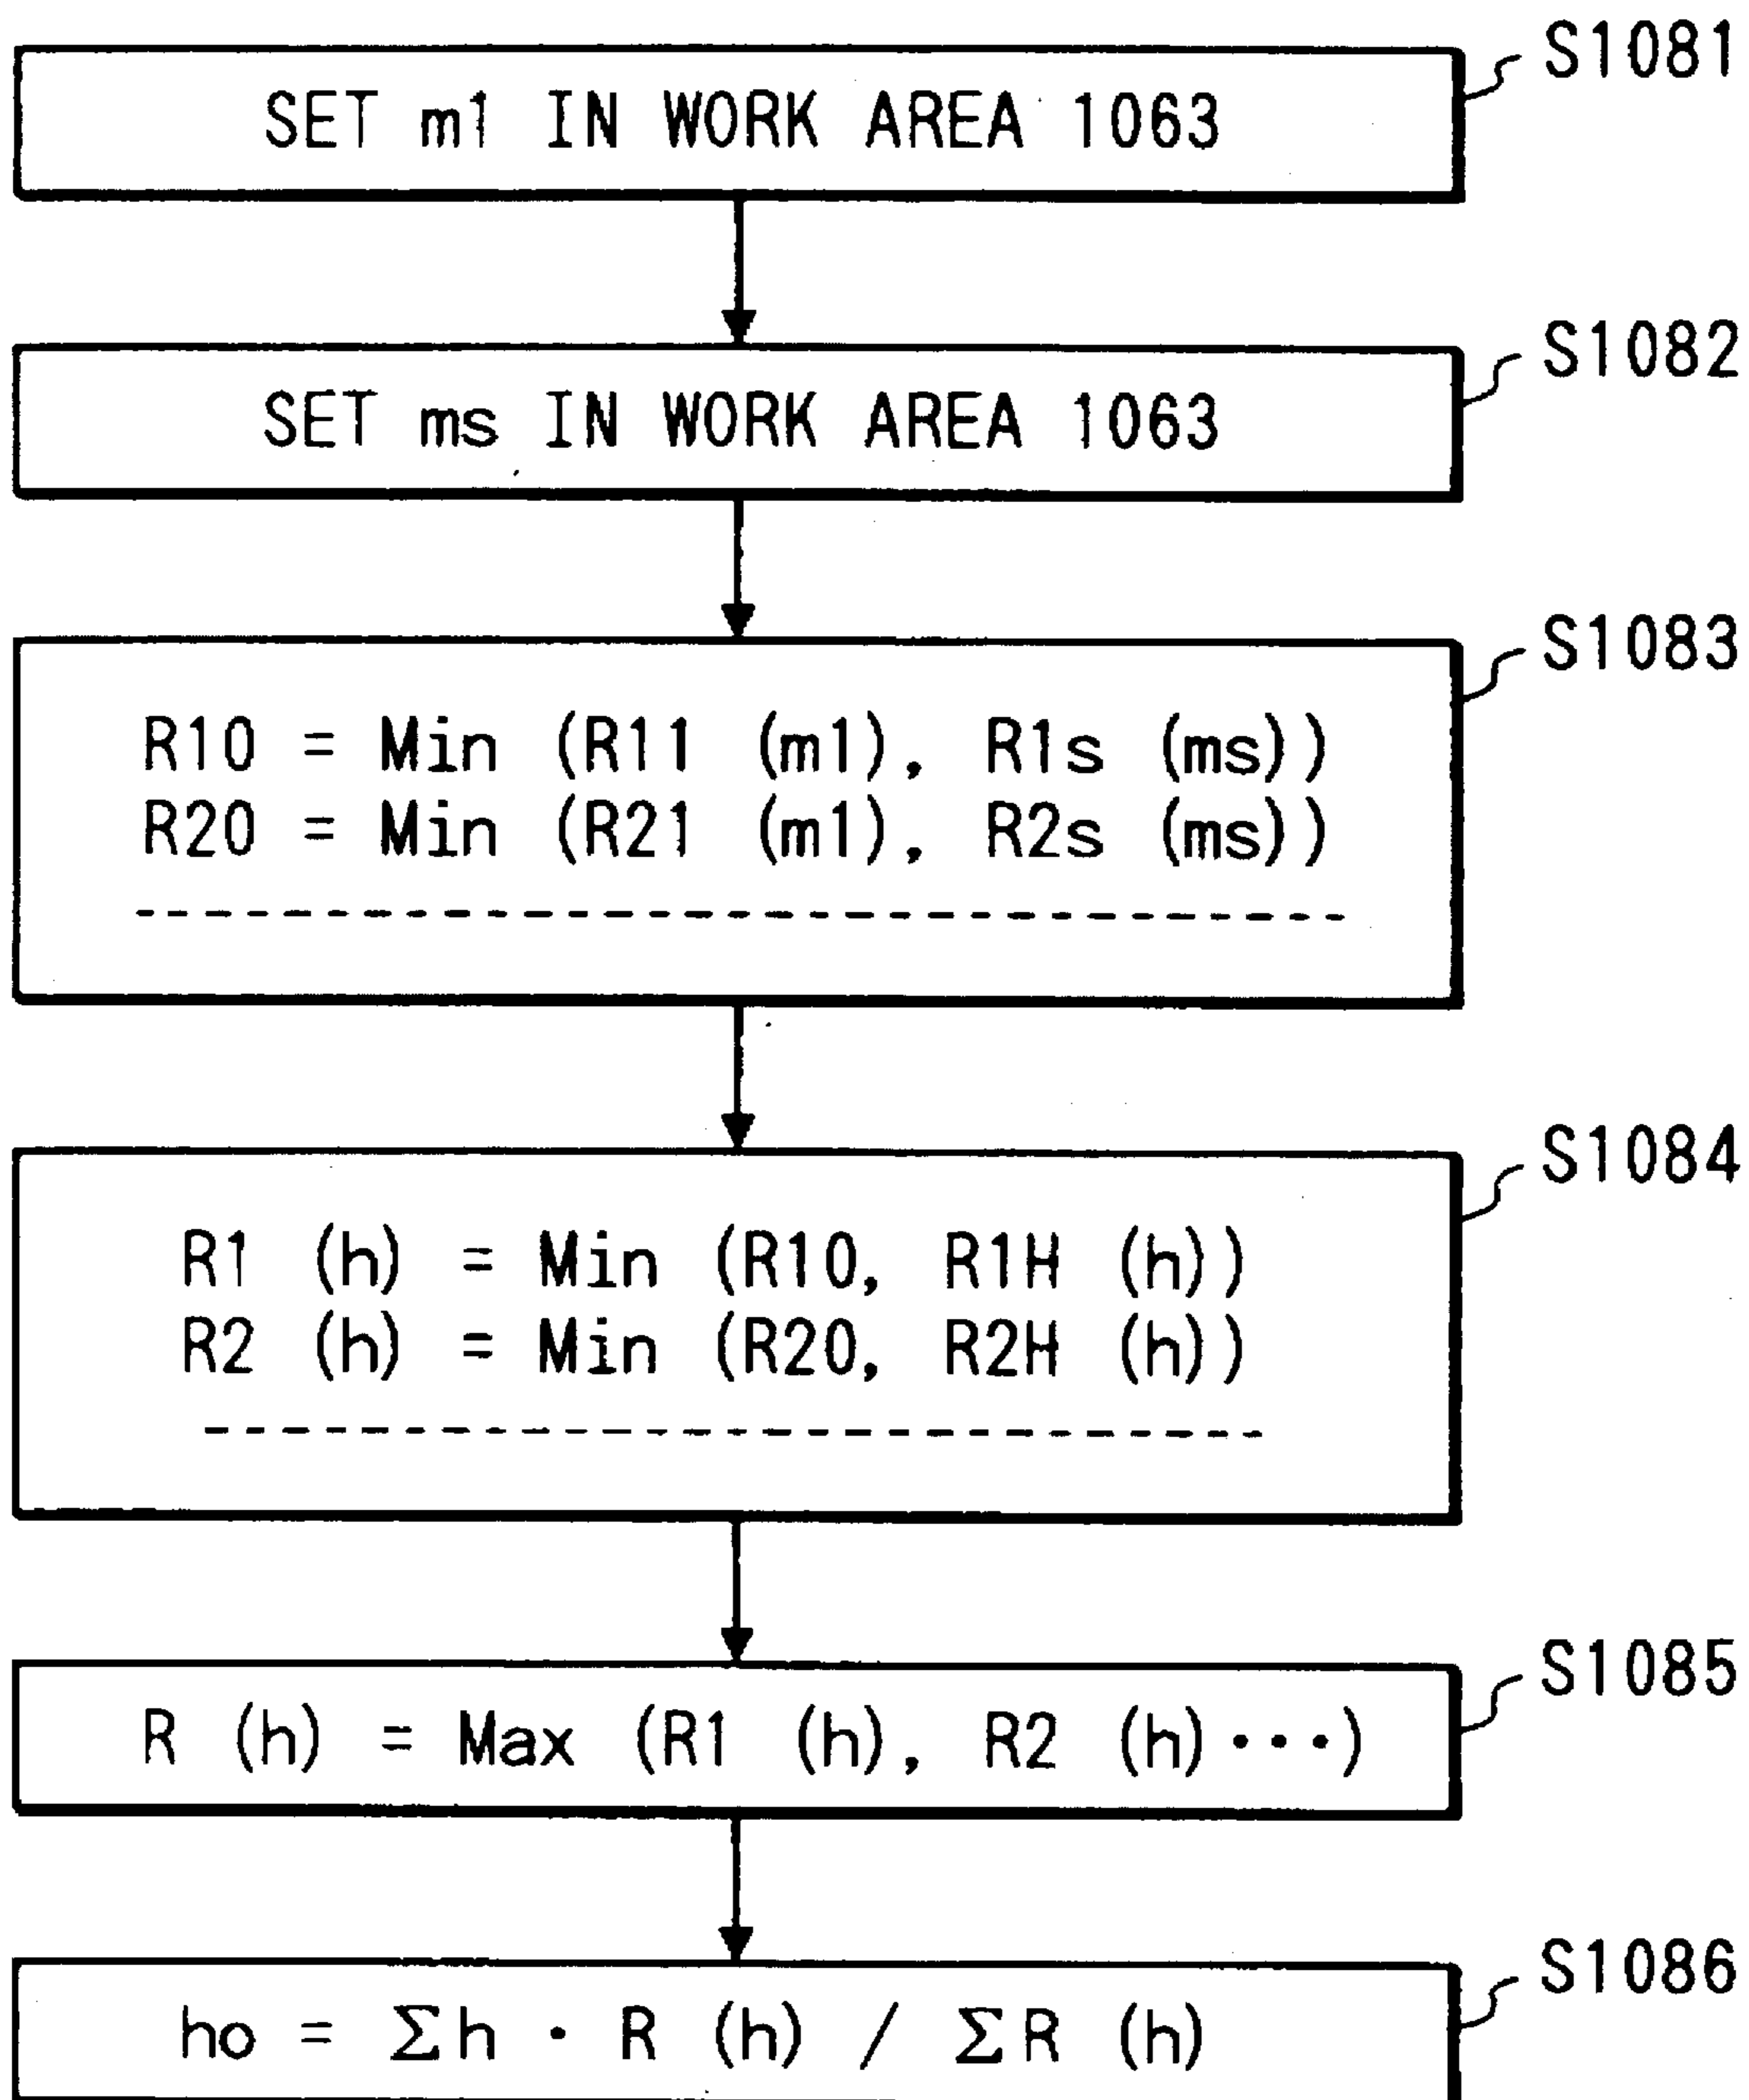 S1081
SET m1 IN WORK AREA 1063
S1082
SET ms IN WORK AREA 1063
S1083
R10 = Min (R11 (m1), R1s (ms))
R20 = Min (R21 (m1), R2s (ms))
S1084
R1 (h) = Min (R10, R1H (h))
R2 (h) = Min (R20, R2H (h))
S1085
R (h) = Max (R1 (h), R2 (h)・・・)
S1086
ho = Σh · R (h) / ΣR (h)